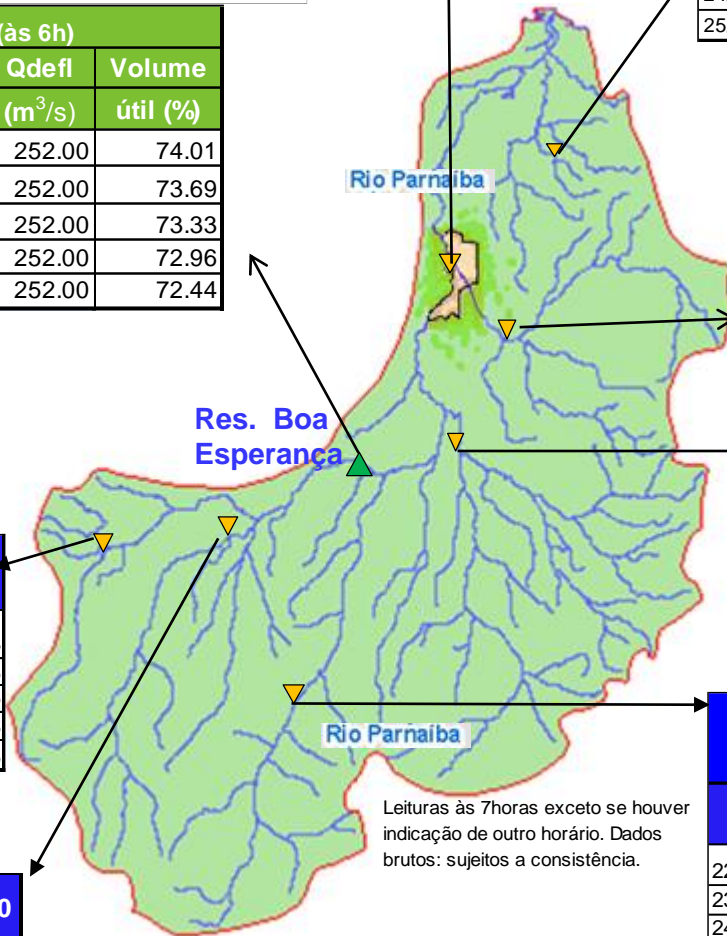 (às 6h)
Qdefl Volume
(m³/s) útil (%)
252.00 74.01
252.00 73.69
252.00 73.33
252.00 72.96
252.00 72.44
25
Rio Parnaíba
Res. Boa
Esperança
Rio Parnaíba
Leituras às 7horas exceto se houver
indicação de outro horário. Dados
brutos: sujeitos a consistência.
0
22
23
24